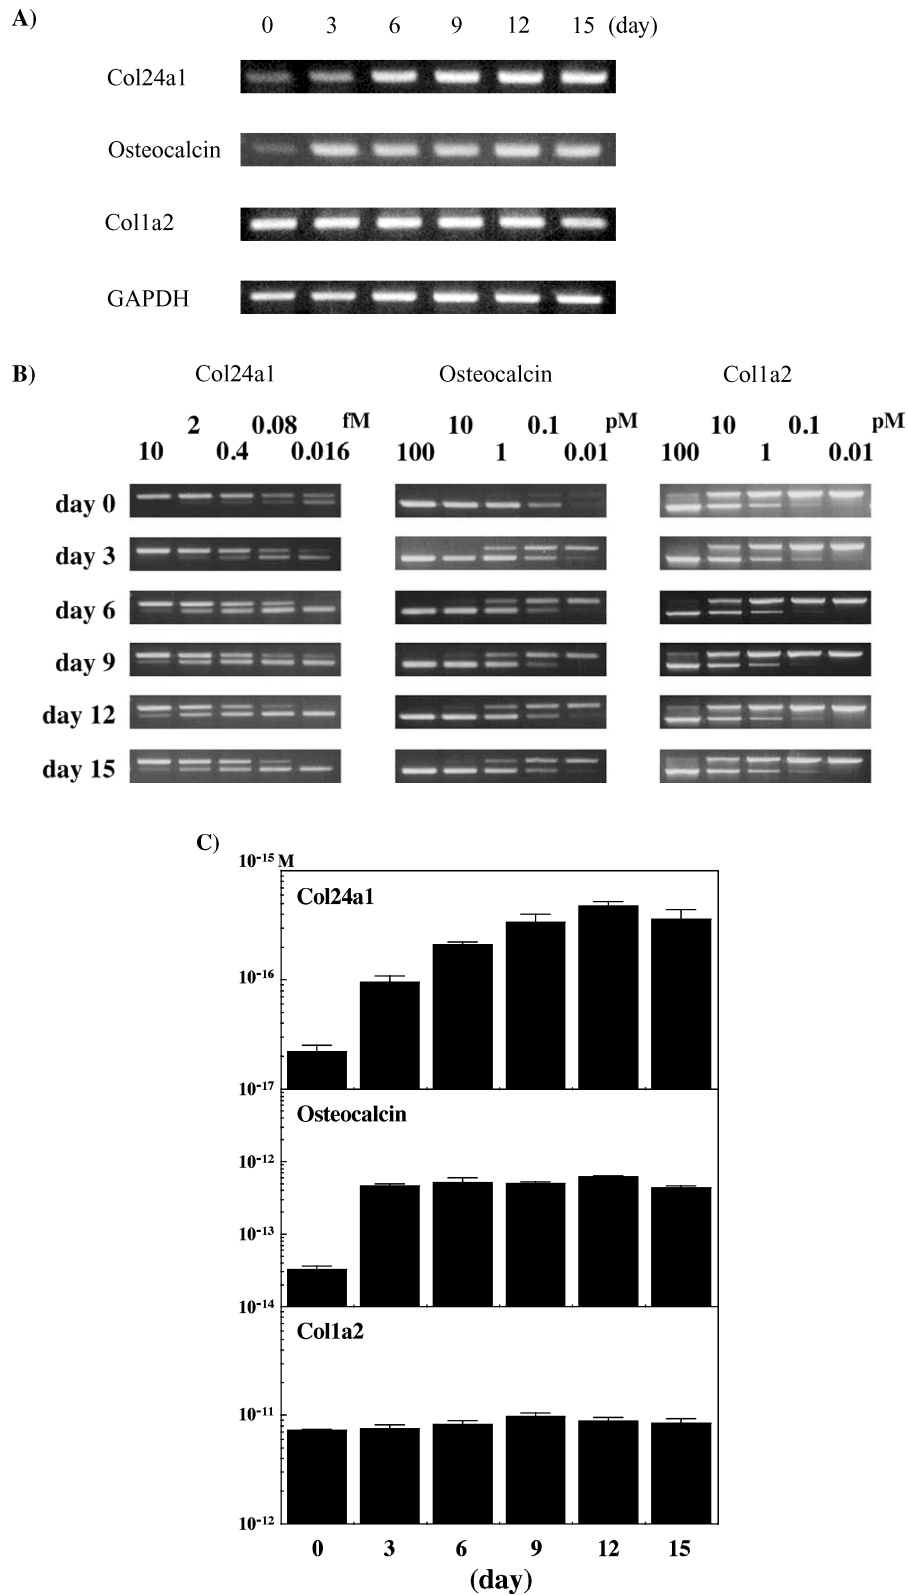 A)
0 3 6 9 12 15 (day)
Col24a1
Osteocalcin
Col1a2
GAPDH
B)
Col24a1 Osteocalcin Col1a2
2 0.08 fM 10 0.1 pM 10 0.1 pM
10 0.4 0.016 100 1 0.01 100 1 0.01
day 0
day 3
day 6
day 9
day 12
day 15
C)
10⁻¹⁵ M
Col24a1
10⁻¹⁶
10⁻¹⁷
Osteocalcin
10⁻¹²
10⁻¹³
10⁻¹⁴
Col1a2
10⁻¹¹
10⁻¹²
0 3 6 9 12 15
(day)